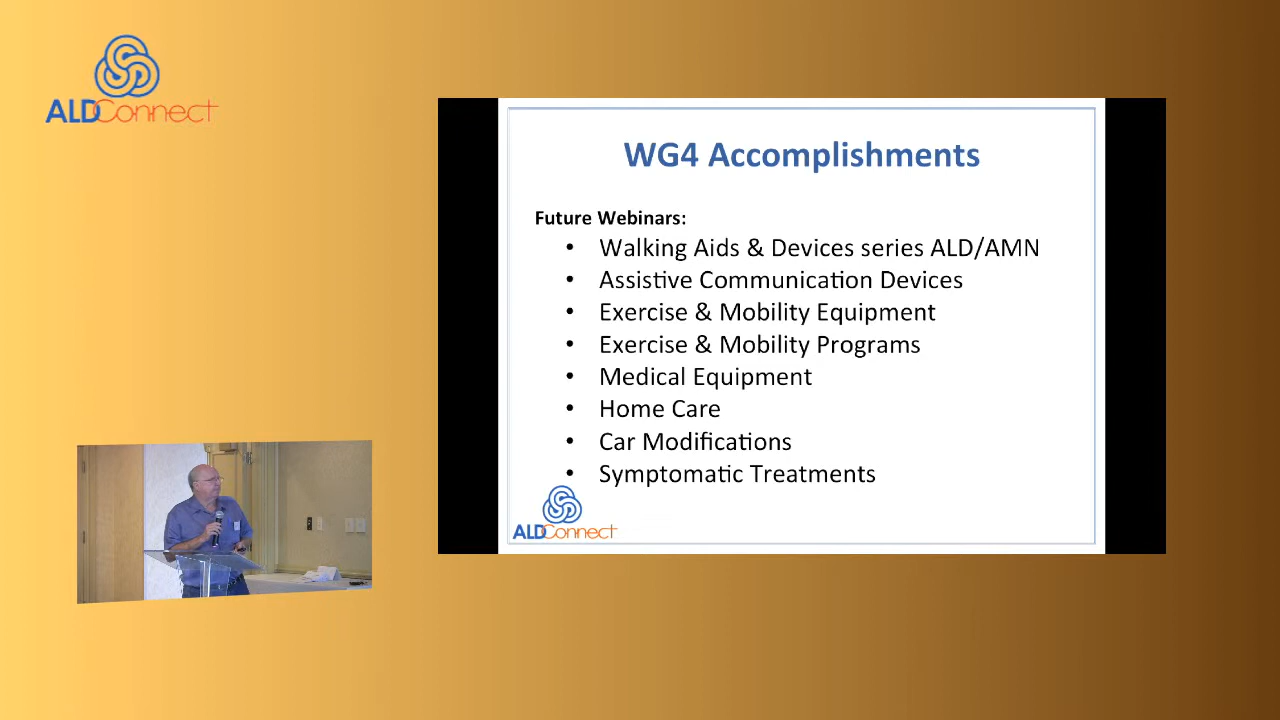 ALDConnect
WG4 Accomplishments
Future Webinars:
• Walking Aids & Devices series ALD/AMN
• Assistive Communication Devices
• Exercise & Mobility Equipment
• Exercise & Mobility Programs
• Medical Equipment
• Home Care
• Car Modifications
• Symptomatic Treatments
ALDConnect